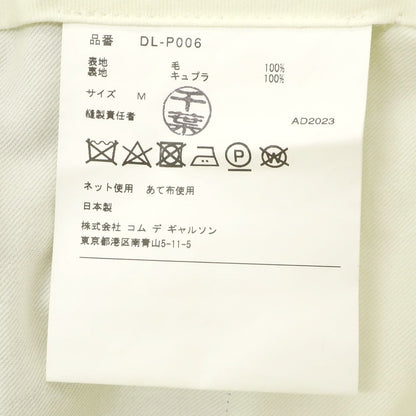 品番 DL-P006
表地 毛 100%
裏地 キュプラ 100%
サイズ M
縫製責任者 千葉 AD2023
P W
ネット使用 あて布使用
日本製
株式会社 コム デ ギャルソン
東京都港区南青山5-11-5